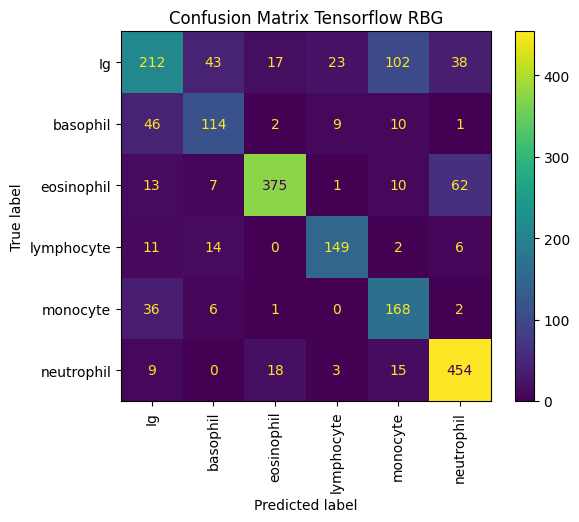 Confusion Matrix Tensorflow RBG
Ig 212 43 17 23 102 38
basophil 46 114 2 9 10 1
eosinophil 13 7 375 1 10 62
lymphocyte 11 14 0 149 2 6
monocyte 36 6 1 0 168 2
neutrophil 9 0 18 3 15 454
True label
Ig basophil eosinophil lymphocyte monocyte neutrophil
Predicted label
400
300
200
100
0